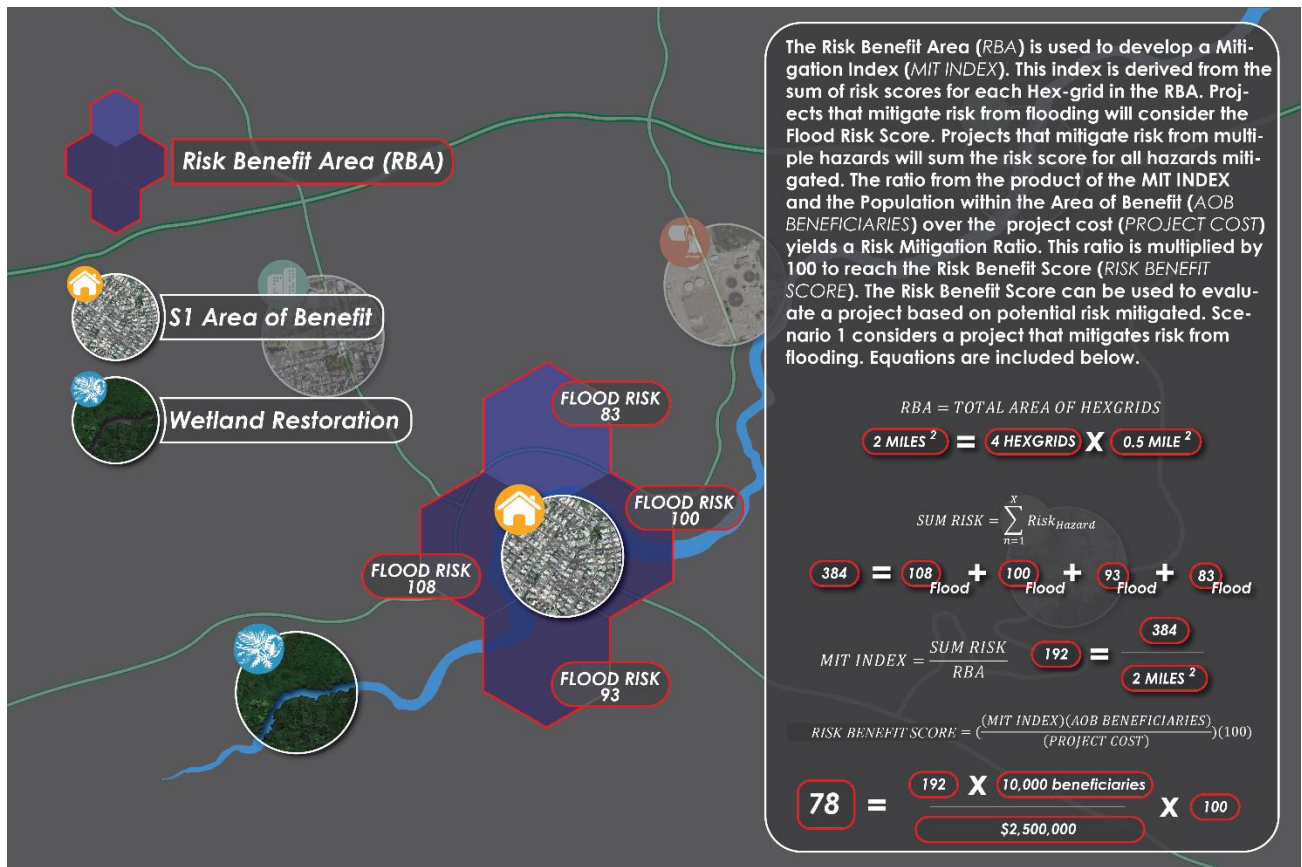 Risk Benefit Area (RBA)
S1 Area of Benefit
Wetland Restoration
FLOOD RISK
83
FLOOD RISK
100
FLOOD RISK
108
FLOOD RISK
93
The Risk Benefit Area (RBA) is used to develop a Miti-
gation Index (MIT INDEX). This index is derived from the
sum of risk scores for each Hex-grid in the RBA. Proj-
ects that mitigate risk from flooding will consider the
Flood Risk Score. Projects that mitigate risk from multi-
ple hazards will sum the risk score for all hazards miti-
gated. The ratio from the product of the MIT INDEX
and the Population within the Area of Benefit (AOB
BENEFICIARIES) over the project cost (PROJECT COST)
yields a Risk Mitigation Ratio. This ratio is multiplied by
100 to reach the Risk Benefit Score (RISK BENEFIT
SCORE). The Risk Benefit Score can be used to evalu-
ate a project based on potential risk mitigated. Sce-
nario 1 considers a project that mitigates risk from
flooding. Equations are included below.
RBA = TOTAL AREA OF HEXGRIDS
2 MILES ² = 4 HEXGRIDS X 0.5 MILE ²
X
SUM RISK = ∑ Risk Hazard
n=1
384 = 108 Flood + 100 Flood + 93 Flood + 83 Flood
MIT INDEX = SUM RISK / RBA 192 = 384 / 2 MILES ²
RISK BENEFIT SCORE = ( (MIT INDEX)(AOB BENEFICIARIES) / (PROJECT COST) )(100)
78 = 192 X 10,000 beneficiaries / $2,500,000 X 100